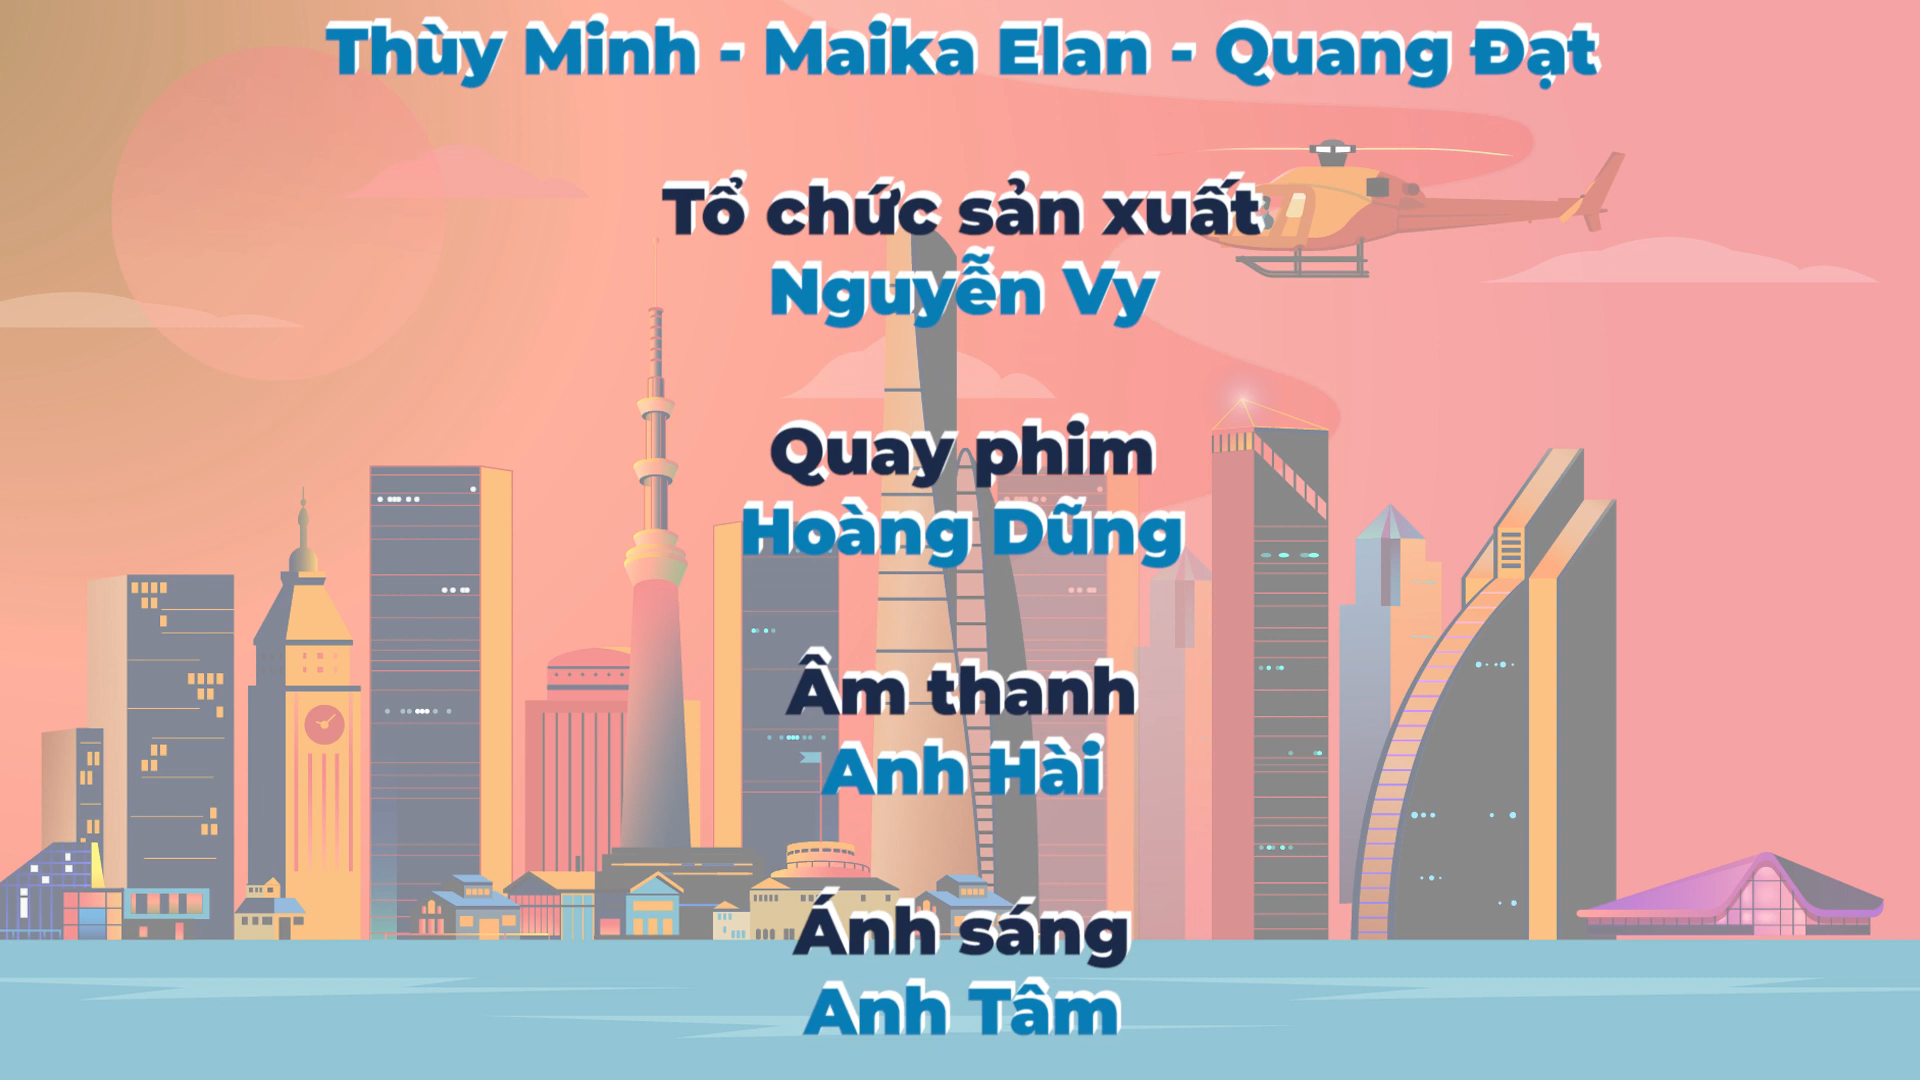 Thùy Minh - Maika Elan - Quang Đạt
Tổ chức sản xuất
Nguyễn Vy
Quay phim
Hoàng Dũng
Âm thanh
Anh Hài
Ánh sáng
Anh Tâm